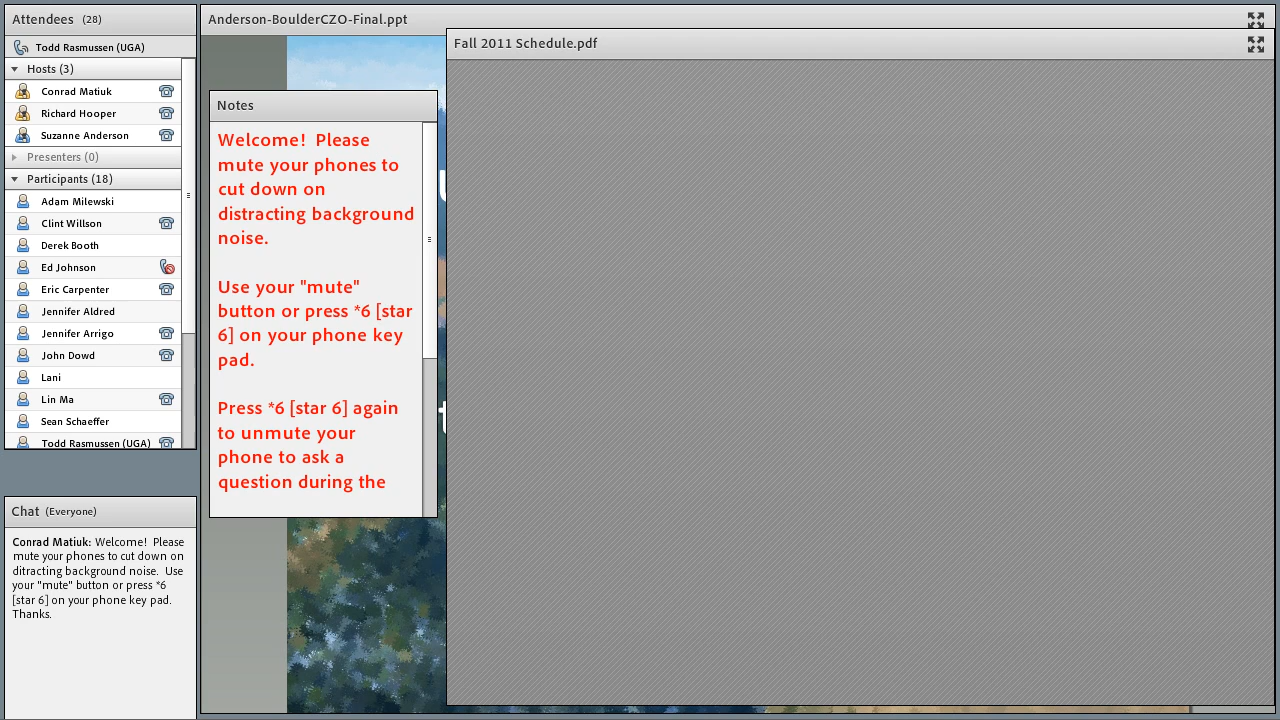 Attendees (28)
Todd Rasmussen (UGA)
Hosts (3)
Conrad Matiuk
Richard Hooper
Suzanne Anderson
Presenters (0)
Participants (18)
Adam Milewski
Clint Willson
Derek Booth
Ed Johnson
Eric Carpenter
Jennifer Aldred
Jennifer Arrigo
John Dowd
Lani
Lin Ma
Sean Schaeffer
Todd Rasmussen (UGA)
Chat (Everyone)
Conrad Matiuk: Welcome! Please
mute your phones to cut down on
ditracting background noise. Use
your "mute" button or press *6
[star 6] on your phone key pad.
Thanks.
Anderson-BoulderCZO-Final.ppt
Notes
Welcome! Please
mute your phones to
cut down on
distracting background
noise.
Use your "mute"
button or press *6 [star
6] on your phone key
pad.
Press *6 [star 6] again
to unmute your
phone to ask a
question during the
Fall 2011 Schedule.pdf